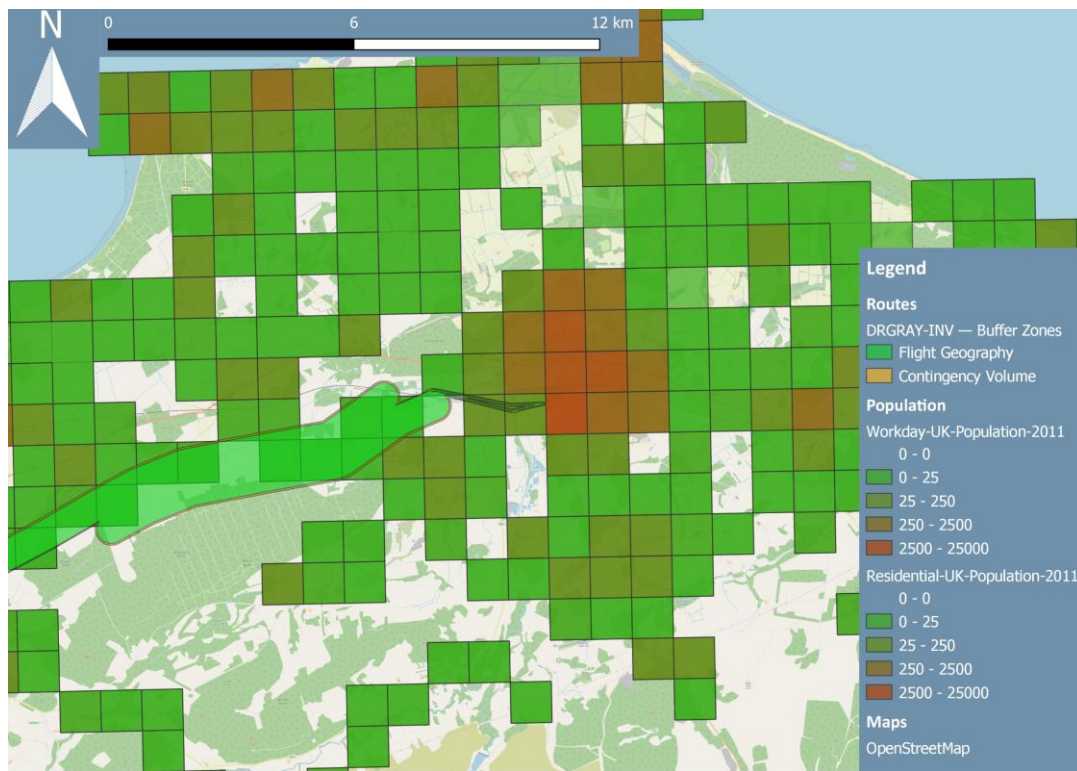 N
0 6 12 km
Legend
Routes
DRGRAY-INV — Buffer Zones
Flight Geography
Contingency Volume
Population
Workday-UK-Population-2011
0 - 0
0 - 25
25 - 250
250 - 2500
2500 - 25000
Residential-UK-Population-2011
0 - 0
0 - 25
25 - 250
250 - 2500
2500 - 25000
Maps
OpenStreetMap